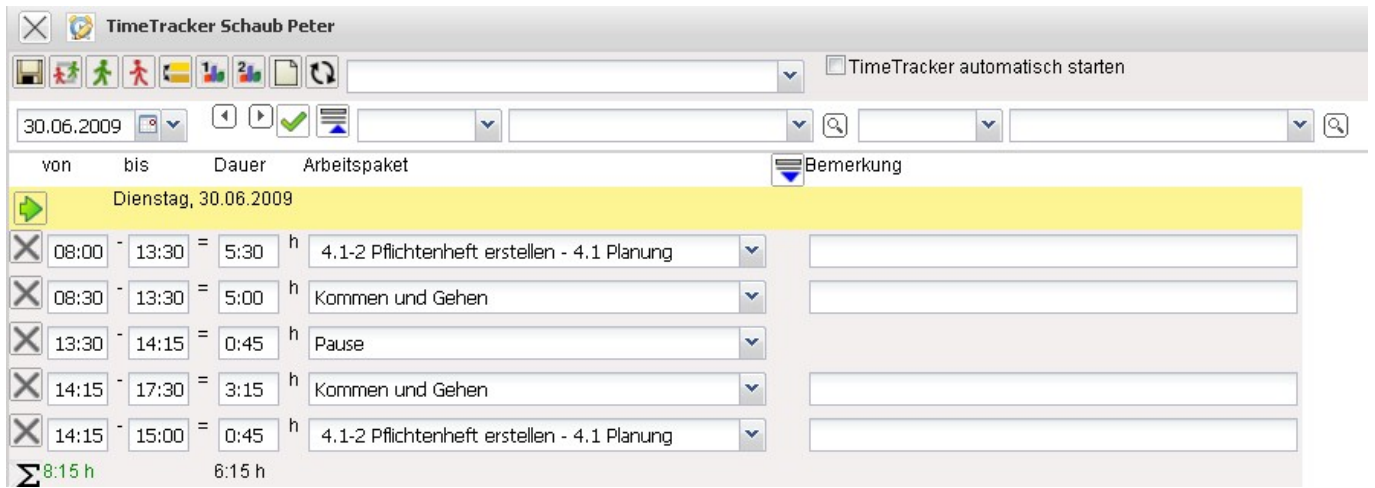 TimeTracker Schaub Peter
TimeTracker automatisch starten
30.06.2009
von bis Dauer Arbeitspaket Bemerkung
Dienstag, 30.06.2009
08:00 - 13:30 = 5:30 h 4.1-2 Pflichtenheft erstellen - 4.1 Planung
08:30 - 13:30 = 5:00 h Kommen und Gehen
13:30 - 14:15 = 0:45 h Pause
14:15 - 17:30 = 3:15 h Kommen und Gehen
14:15 - 15:00 = 0:45 h 4.1-2 Pflichtenheft erstellen - 4.1 Planung
Σ 8:15 h 6:15 h